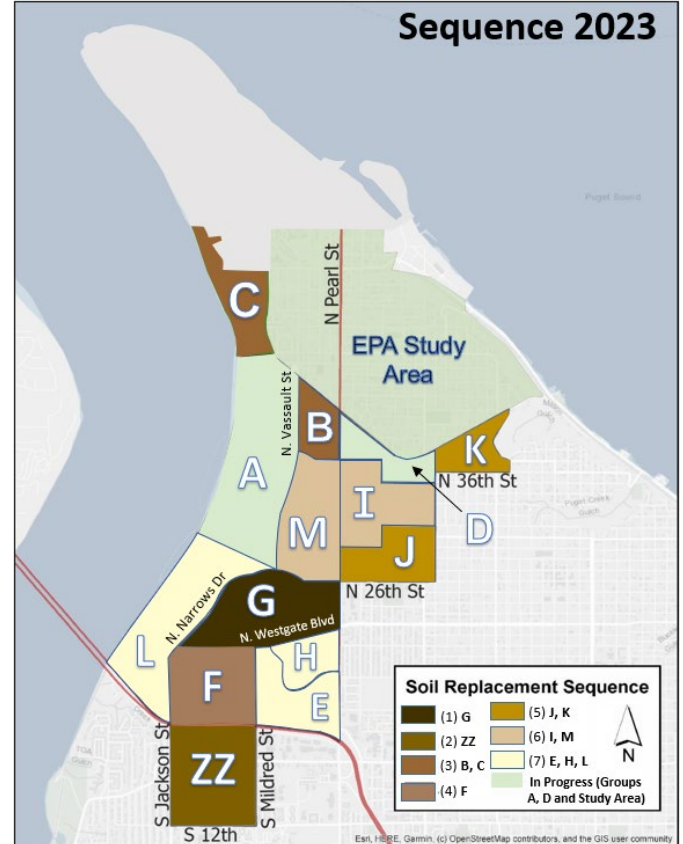 Sequence 2023
Puget Sound
N Pearl St
C
EPA Study
Area
N. Vassault St
B
K
A
N 36th St
I
D
M
J
N 26th St
G
N. Narrows Dr
N. Westgate Blvd
L
H
F
E
S Jackson St
ZZ
S Mildred St
S 12th
Soil Replacement Sequence
(1) G
(2) ZZ
(3) B, C
(4) F
(5) J, K
(6) I, M
(7) E, H, L
In Progress (Groups
A, D and Study Area)
N
Esri, HERE, Garmin, (c) OpenStreetMap contributors, and the GIS user community